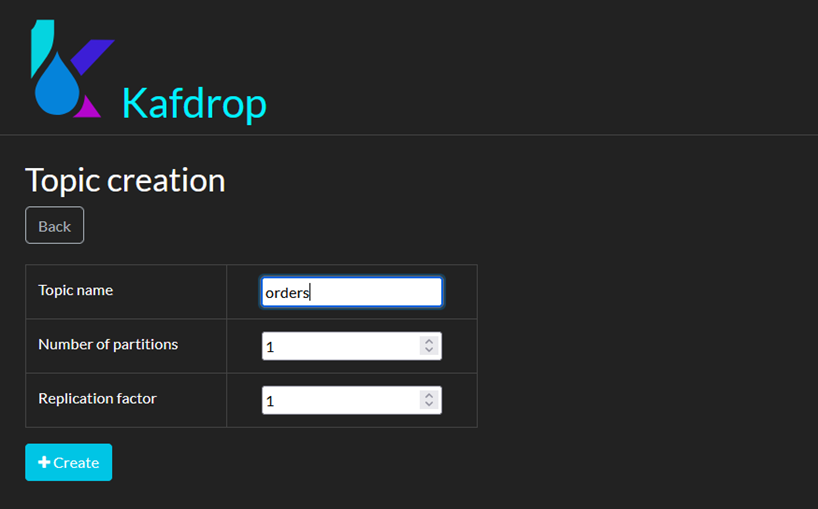 Kafdrop
Topic creation
Back
Topic name
orders
Number of partitions
1
Replication factor
1
Create